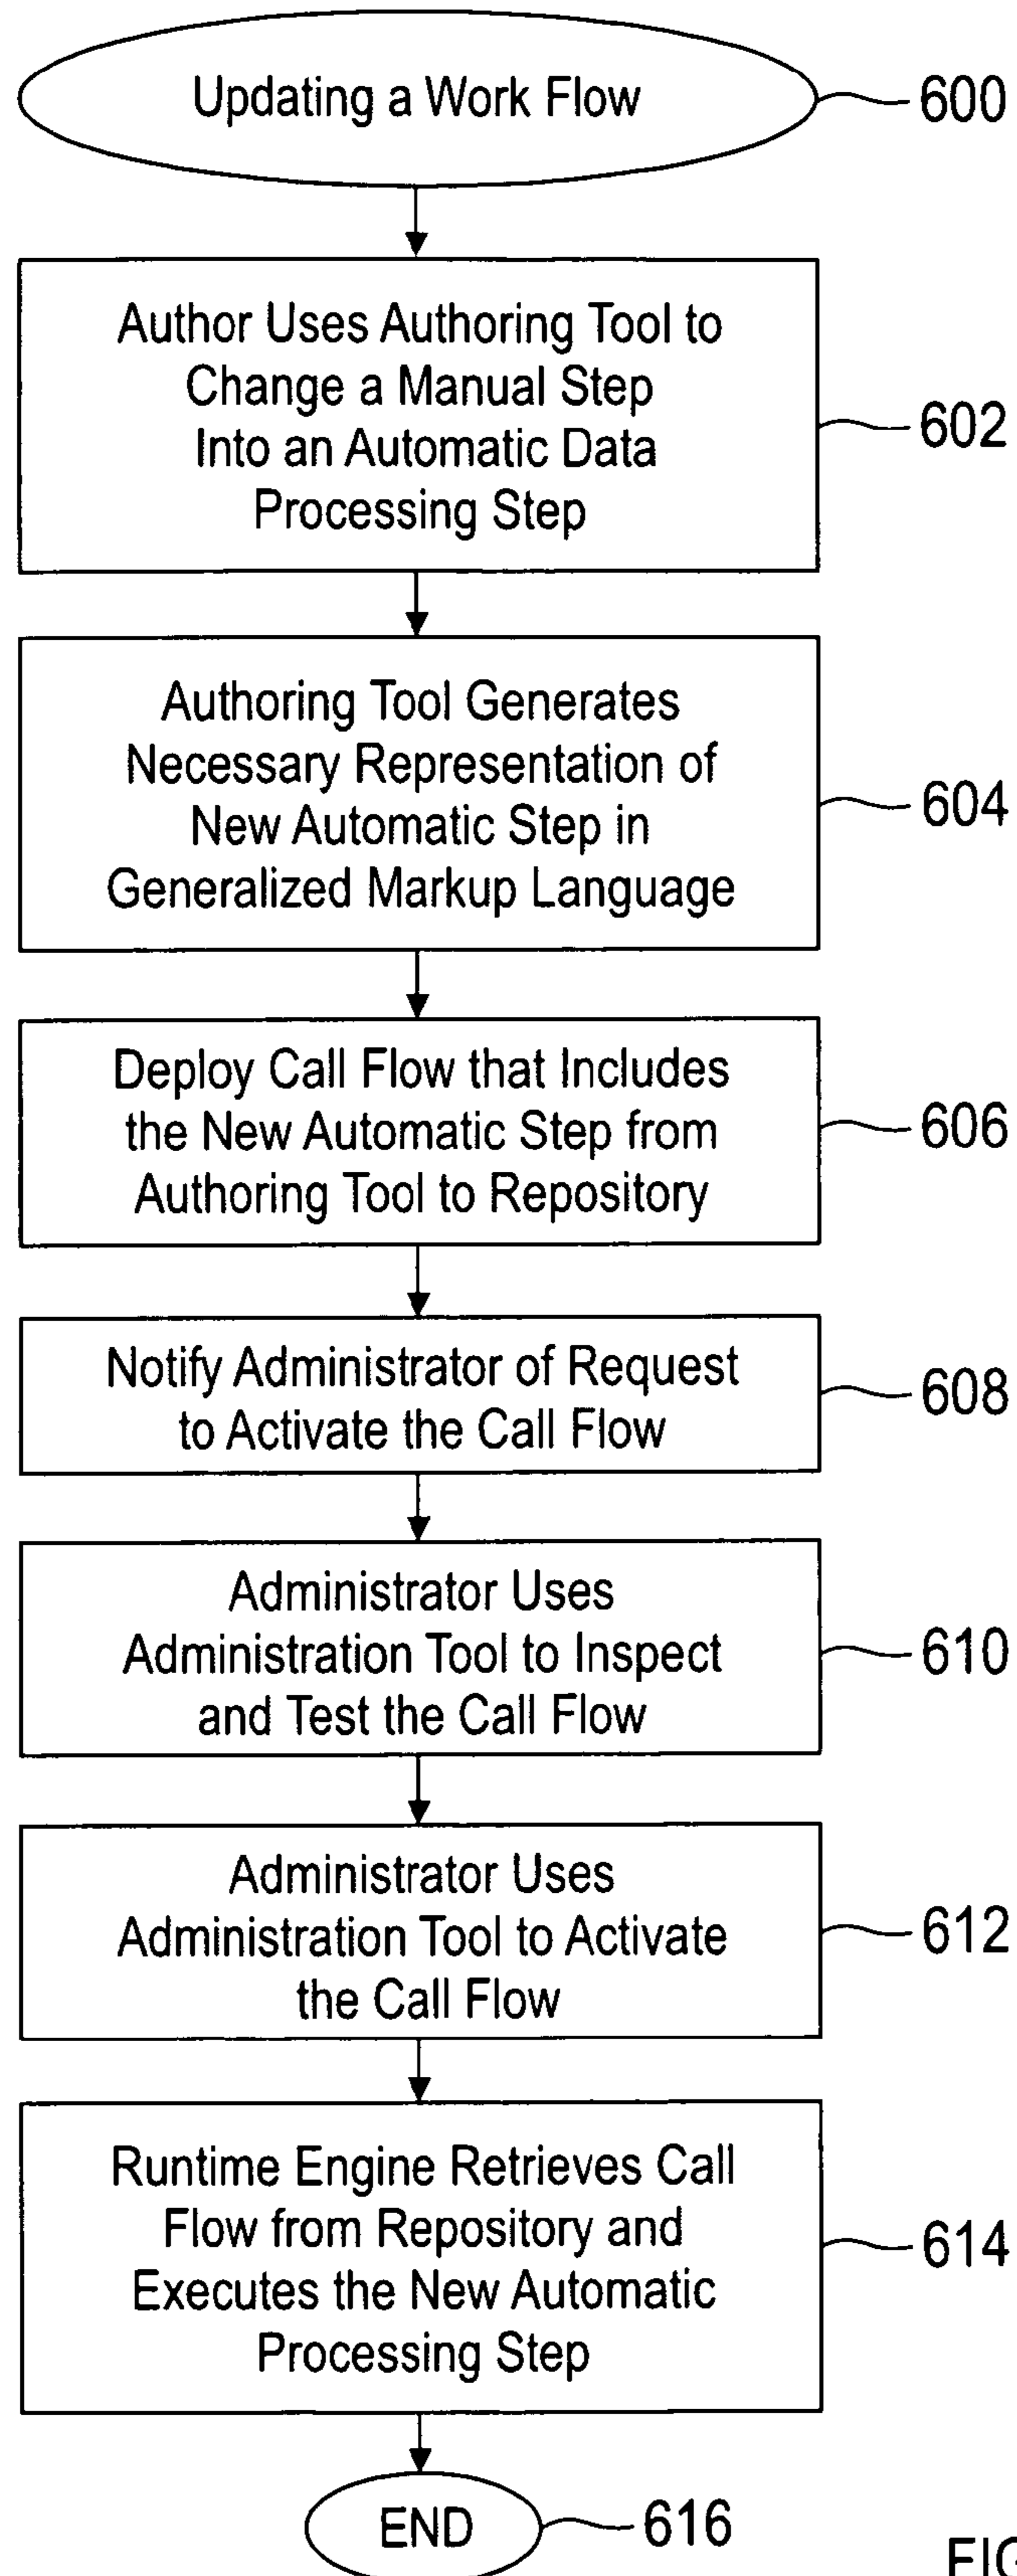 Updating a Work Flow
600
Author Uses Authoring Tool to
Change a Manual Step
Into an Automatic Data
Processing Step
602
Authoring Tool Generates
Necessary Representation of
New Automatic Step in
Generalized Markup Language
604
Deploy Call Flow that Includes
the New Automatic Step from
Authoring Tool to Repository
606
Notify Administrator of Request
to Activate the Call Flow
608
Administrator Uses
Administration Tool to Inspect
and Test the Call Flow
610
Administrator Uses
Administration Tool to Activate
the Call Flow
612
Runtime Engine Retrieves Call
Flow from Repository and
Executes the New Automatic
Processing Step
614
END
616
FIG